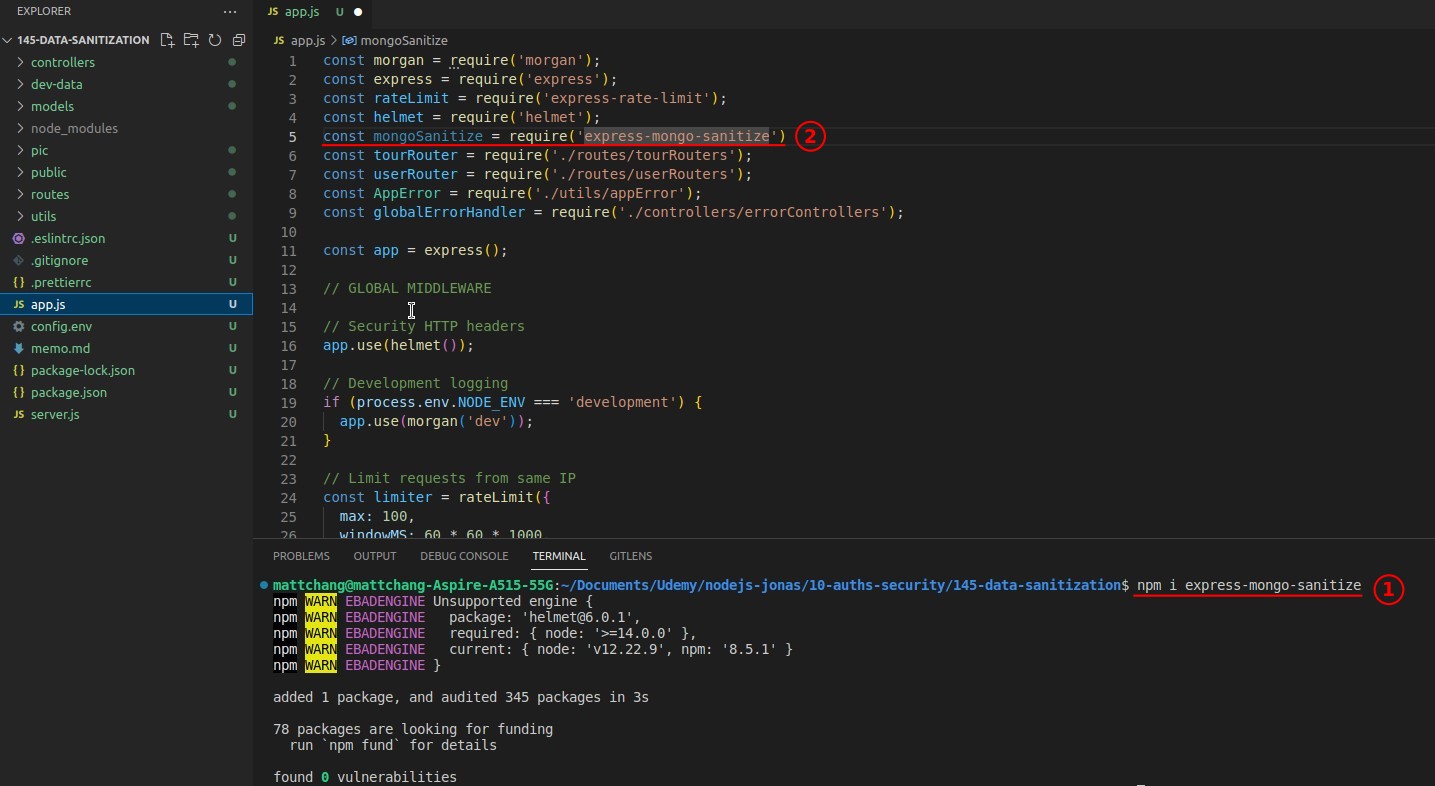 EXPLORER ...
145-DATA-SANITIZATION
controllers
dev-data
models
node_modules
pic
public
routes
utils
.eslintrc.json U
.gitignore U
{} .prettierrc U
JS app.js U
config.env U
memo.md U
{} package-lock.json U
{} package.json U
JS server.js U
JS app.js U
JS app.js > mongoSanitize
1 const morgan = require('morgan');
2 const express = require('express');
3 const rateLimit = require('express-rate-limit');
4 const helmet = require('helmet');
5 const mongoSanitize = require('express-mongo-sanitize') 2
6 const tourRouter = require('./routes/tourRouters');
7 const userRouter = require('./routes/userRouters');
8 const AppError = require('./utils/appError');
9 const globalErrorHandler = require('./controllers/errorControllers');
10
11 const app = express();
12
13 // GLOBAL MIDDLEWARE
14
15 // Security HTTP headers
16 app.use(helmet());
17
18 // Development logging
19 if (process.env.NODE_ENV === 'development') {
20 app.use(morgan('dev'));
21 }
22
23 // Limit requests from same IP
24 const limiter = rateLimit({
25 max: 100,
26 windowMS: 60 * 60 * 1000,
PROBLEMS OUTPUT DEBUG CONSOLE TERMINAL GITLENS
mattchang@mattchang-Aspire-A515-55G:~/Documents/Udemy/nodejs-jonas/10-auths-security/145-data-sanitization$ npm i express-mongo-sanitize 1
npm WARN EBADENGINE Unsupported engine {
npm WARN EBADENGINE package: 'helmet@6.0.1',
npm WARN EBADENGINE required: { node: '>=14.0.0' },
npm WARN EBADENGINE current: { node: 'v12.22.9', npm: '8.5.1' }
npm WARN EBADENGINE }
added 1 package, and audited 345 packages in 3s
78 packages are looking for funding
run `npm fund` for details
found 0 vulnerabilities